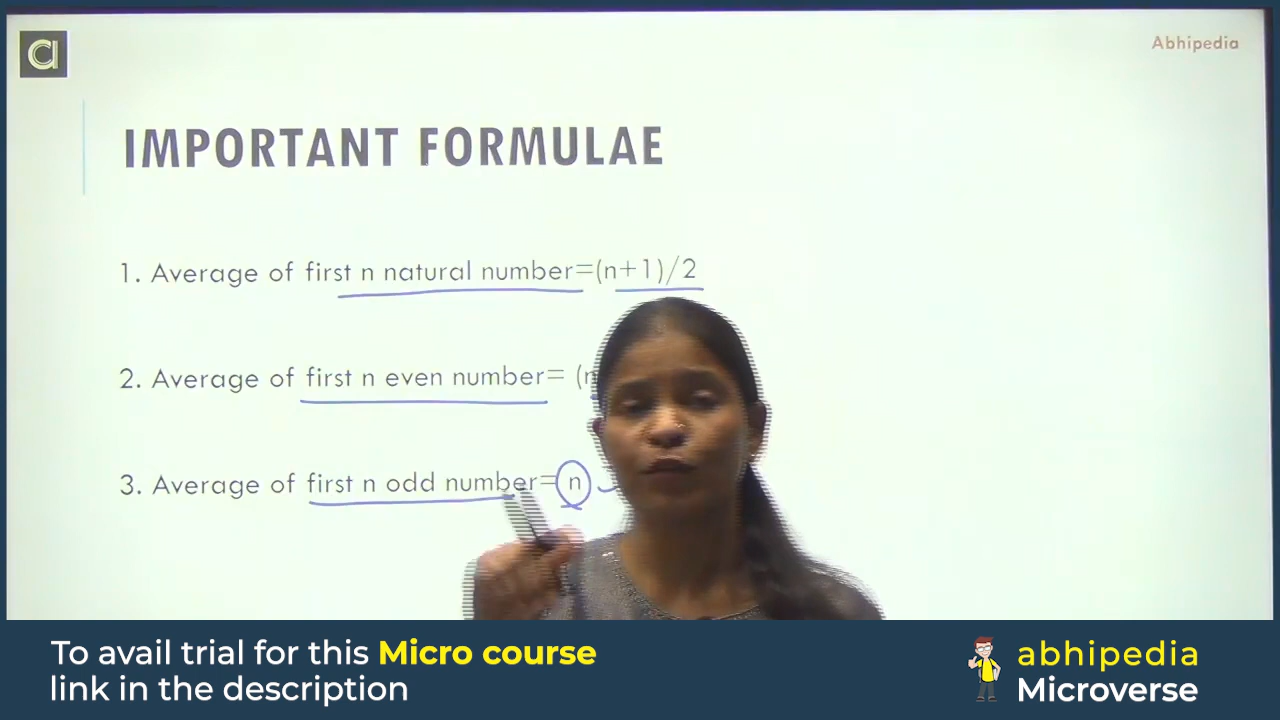 Abhipedia
IMPORTANT FORMULAE
1. Average of first n natural number=(n+1)/2
2. Average of first n even number= (n
3. Average of first n odd number= n
To avail trial for this Micro course
link in the description
abhipedia
Microverse